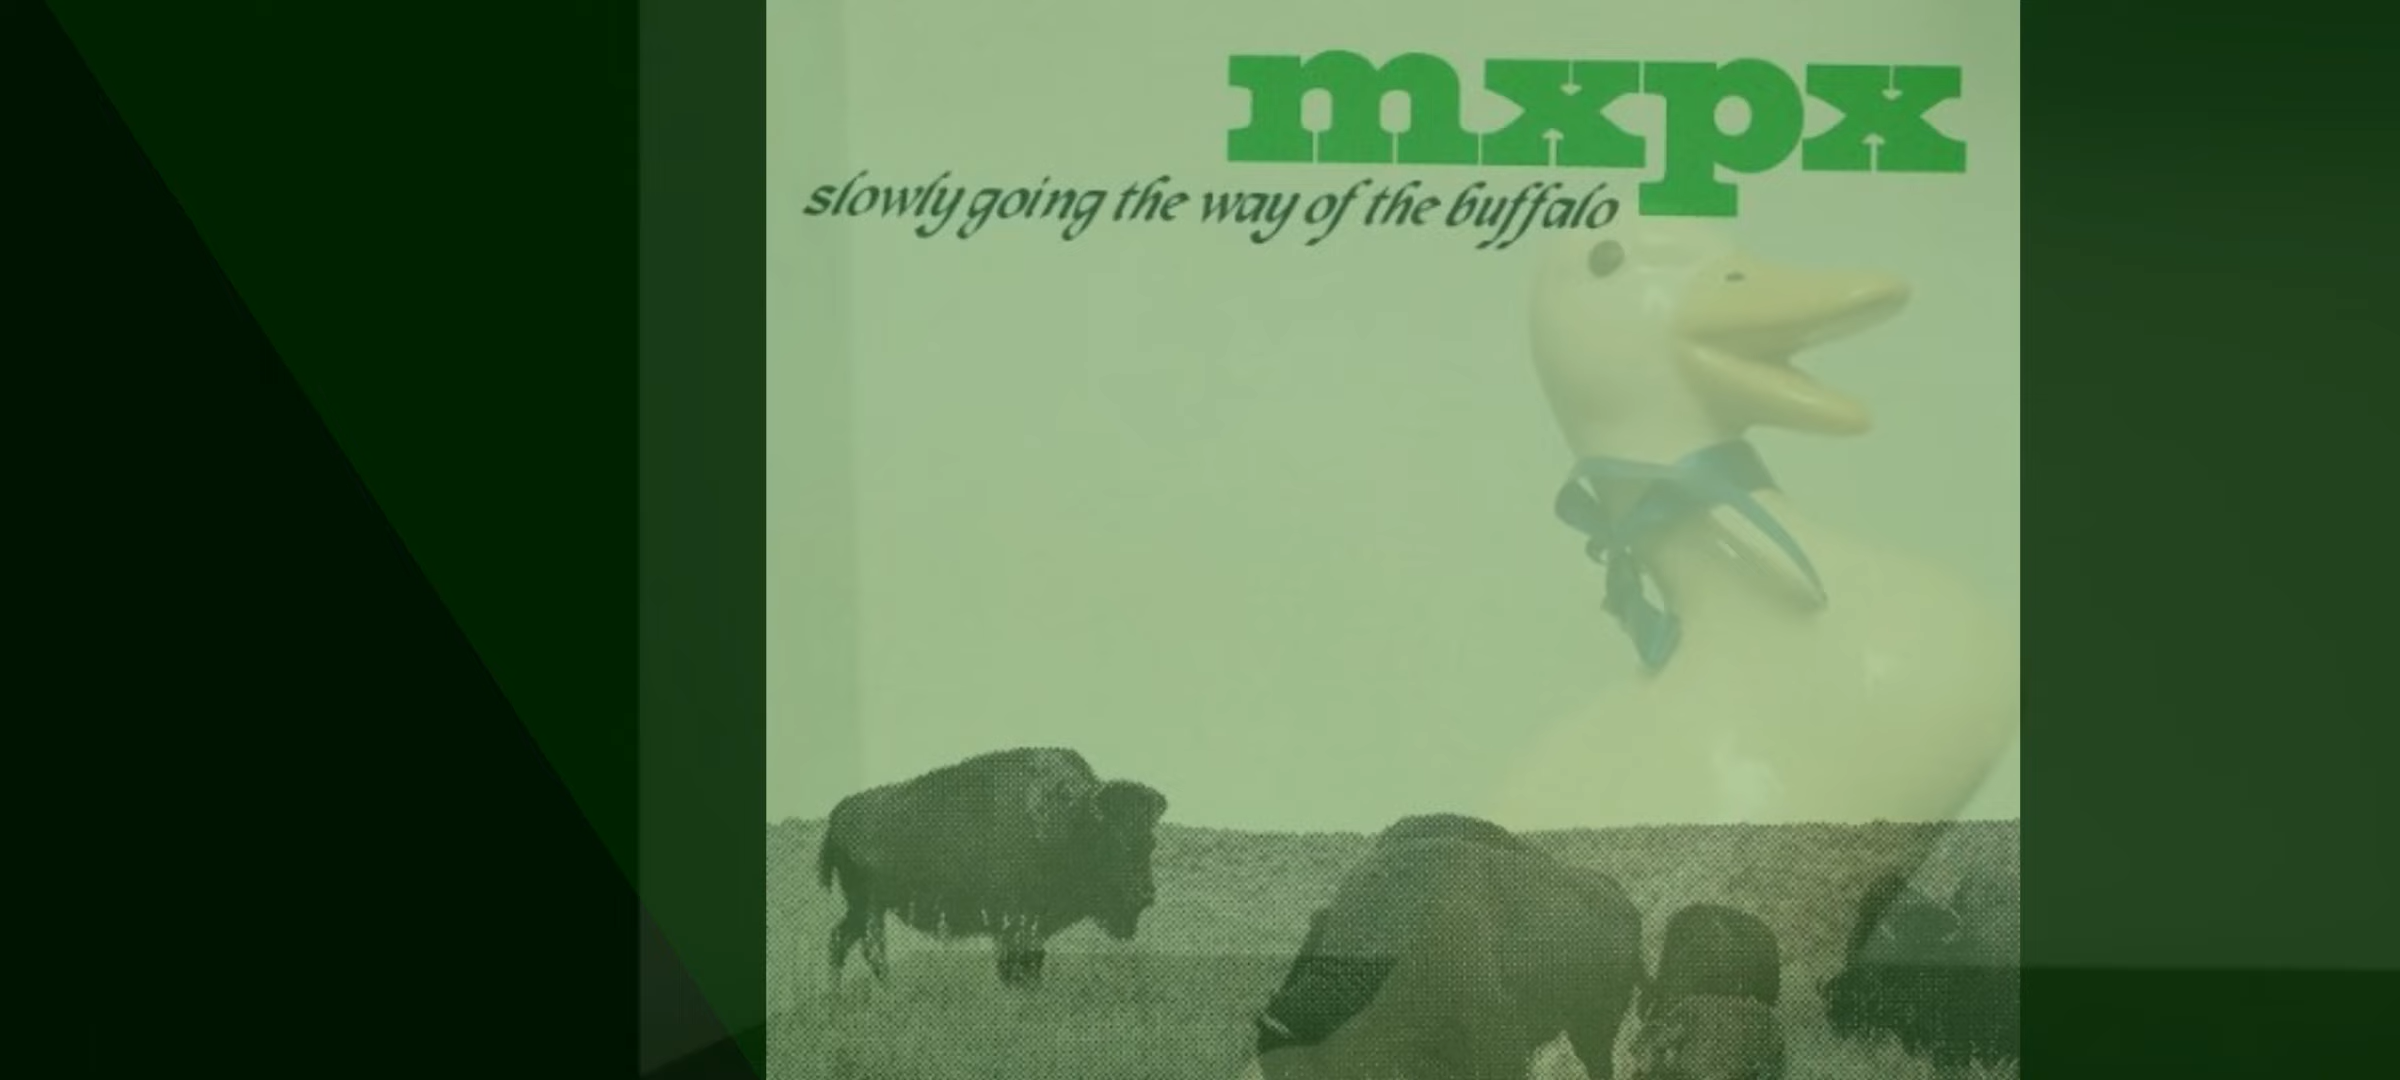 mxpx
slowly going the way of the buffalo